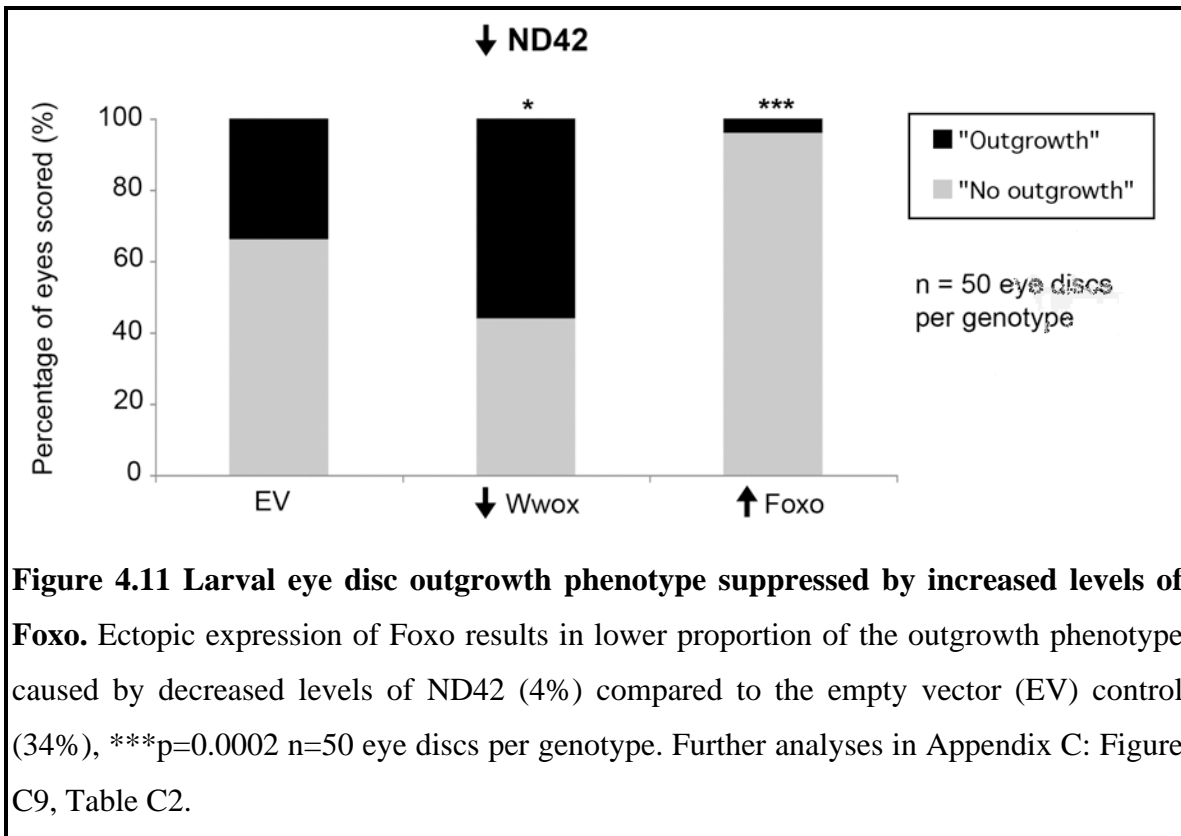 ↓ ND42
Percentage of eyes scored (%)
100
80
60
40
20
0
*
***
EV
↓ Wwox
↑ Foxo
"Outgrowth"
"No outgrowth"
n = 50 eye discs
per genotype
Figure 4.11 Larval eye disc outgrowth phenotype suppressed by increased levels of
Foxo. Ectopic expression of Foxo results in lower proportion of the outgrowth phenotype
caused by decreased levels of ND42 (4%) compared to the empty vector (EV) control
(34%), ***p=0.0002 n=50 eye discs per genotype. Further analyses in Appendix C: Figure
C9, Table C2.